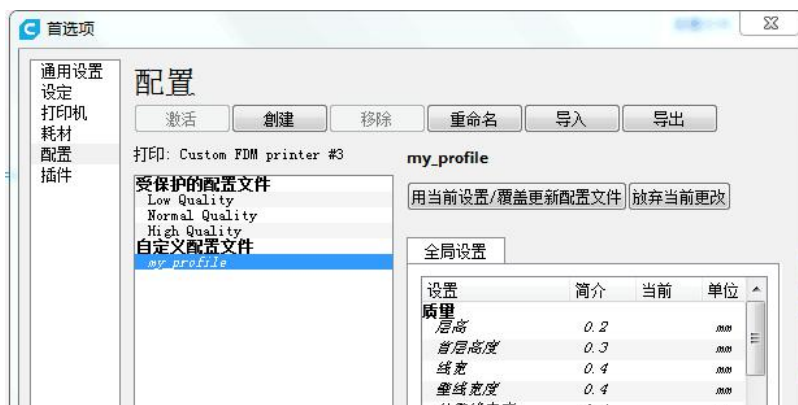 首选项
通用设置
设定
打印机
耗材
配置
插件
配置
激活 創建 移除 重命名 导入 导出
打印: Custom FDM printer #3
受保护的配置文件
Low Quality
Normal Quality
High Quality
自定义配置文件
my_profile
my_profile
用当前设置/覆盖更新配置文件 放弃当前更改
全局设置
设置 简介 当前 单位
质量
层高 0.2 mm
首层高度 0.3 mm
线宽 0.4 mm
壁线宽度 0.4 mm